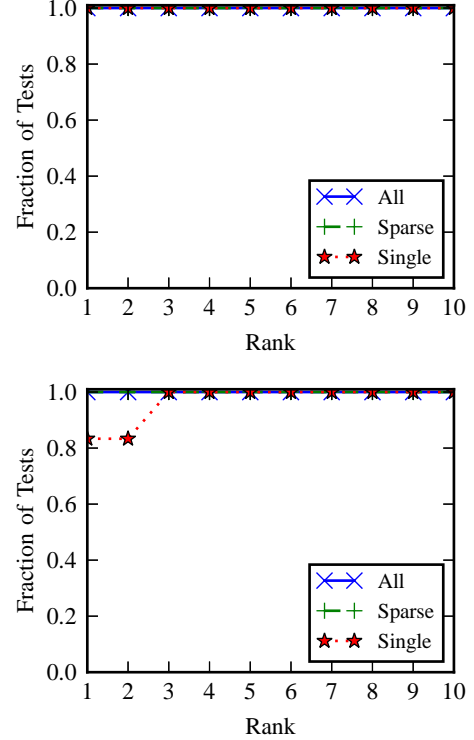 1.0
0.8
0.6
0.4
0.2
0.0
Fraction of Tests
All
Sparse
Single
1 2 3 4 5 6 7 8 9 10
Rank
1.0
0.8
0.6
0.4
0.2
0.0
Fraction of Tests
All
Sparse
Single
1 2 3 4 5 6 7 8 9 10
Rank